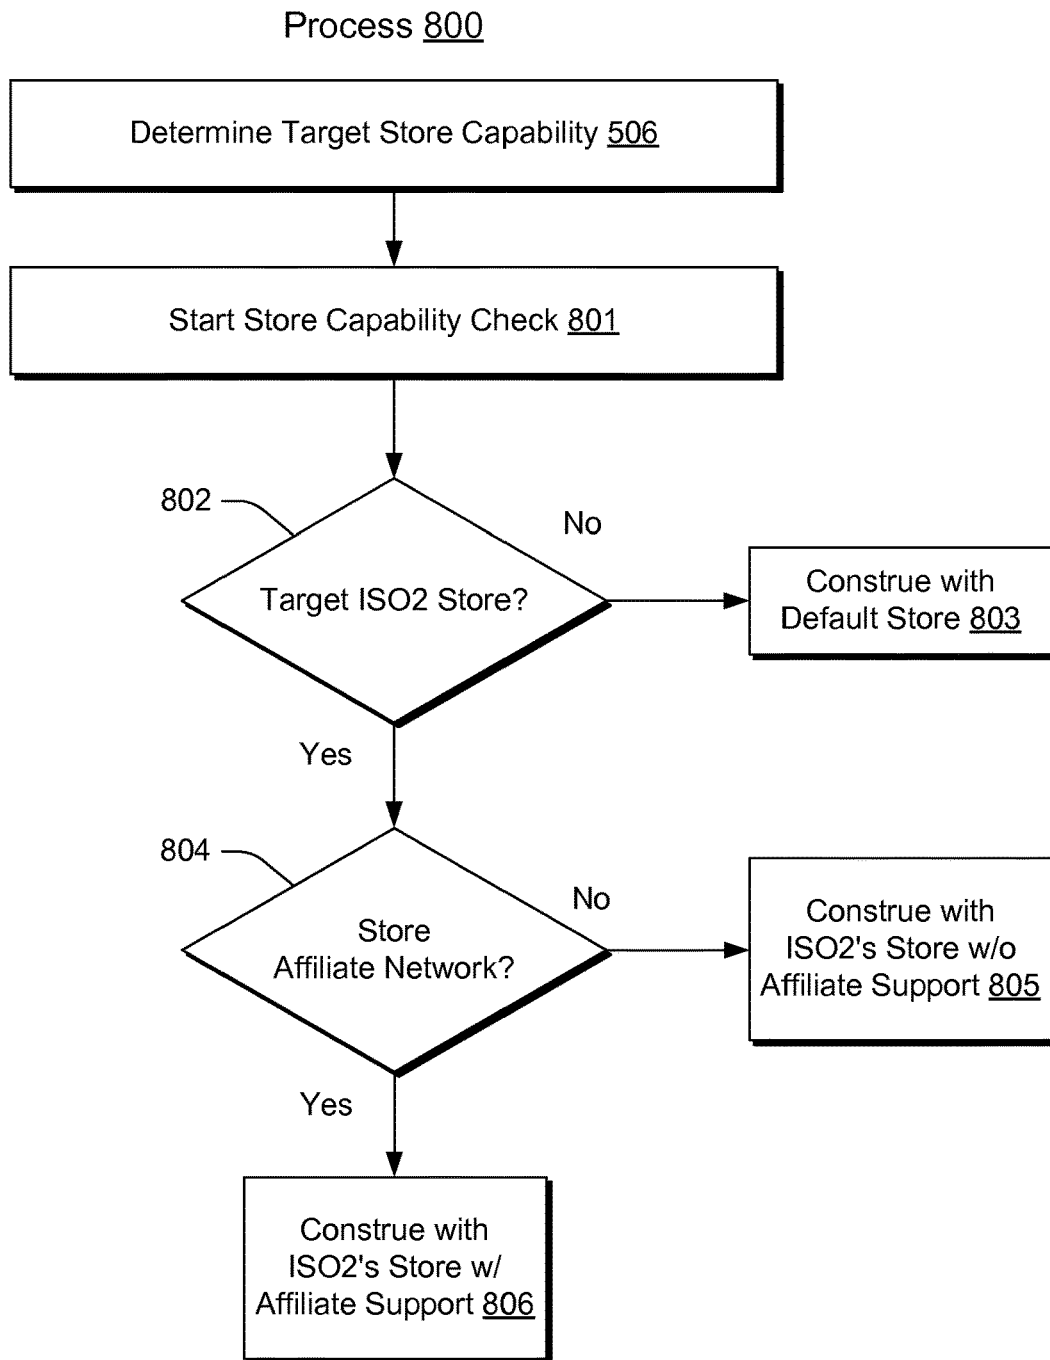 Process 800
Determine Target Store Capability 506
Start Store Capability Check 801
802
No
Target ISO2 Store?
Construe with
Default Store 803
Yes
804
No
Store
Affiliate Network?
Construe with
ISO2's Store w/o
Affiliate Support 805
Yes
Construe with
ISO2's Store w/
Affiliate Support 806